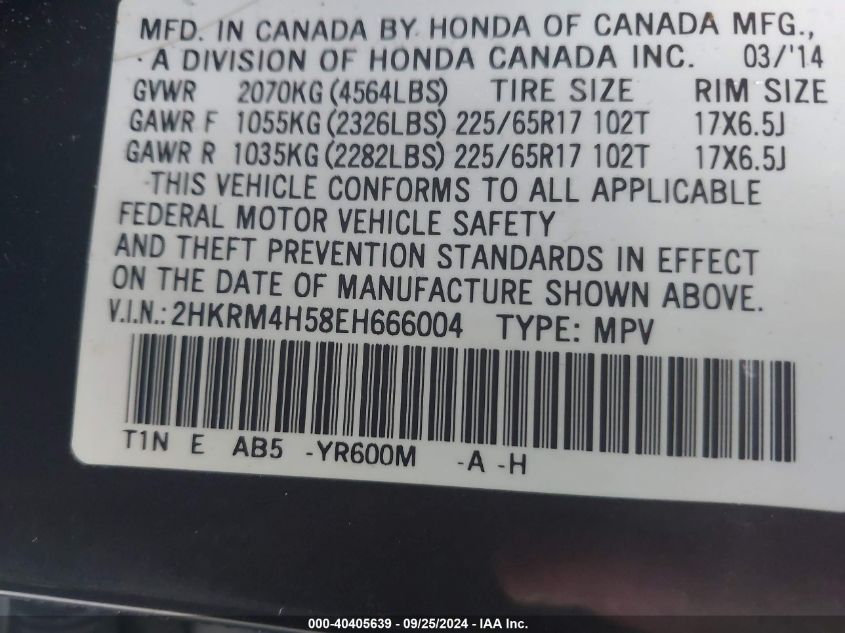 MFD. IN CANADA BY HONDA OF CANADA MFG.,
A DIVISION OF HONDA CANADA INC. 03/'14
GVWR 2070KG (4564LBS) TIRE SIZE RIM SIZE
GAWR F 1055KG (2326LBS) 225/65R17 102T 17X6.5J
GAWR R 1035KG (2282LBS) 225/65R17 102T 17X6.5J
THIS VEHICLE CONFORMS TO ALL APPLICABLE
FEDERAL MOTOR VEHICLE SAFETY
AND THEFT PREVENTION STANDARDS IN EFFECT
ON THE DATE OF MANUFACTURE SHOWN ABOVE.
V.I.N.: 2HKRM4H58EH666004 TYPE: MPV
T1N E AB5 -YR600M -A -H
000-40405639 - 09/25/2024 - IAA Inc.